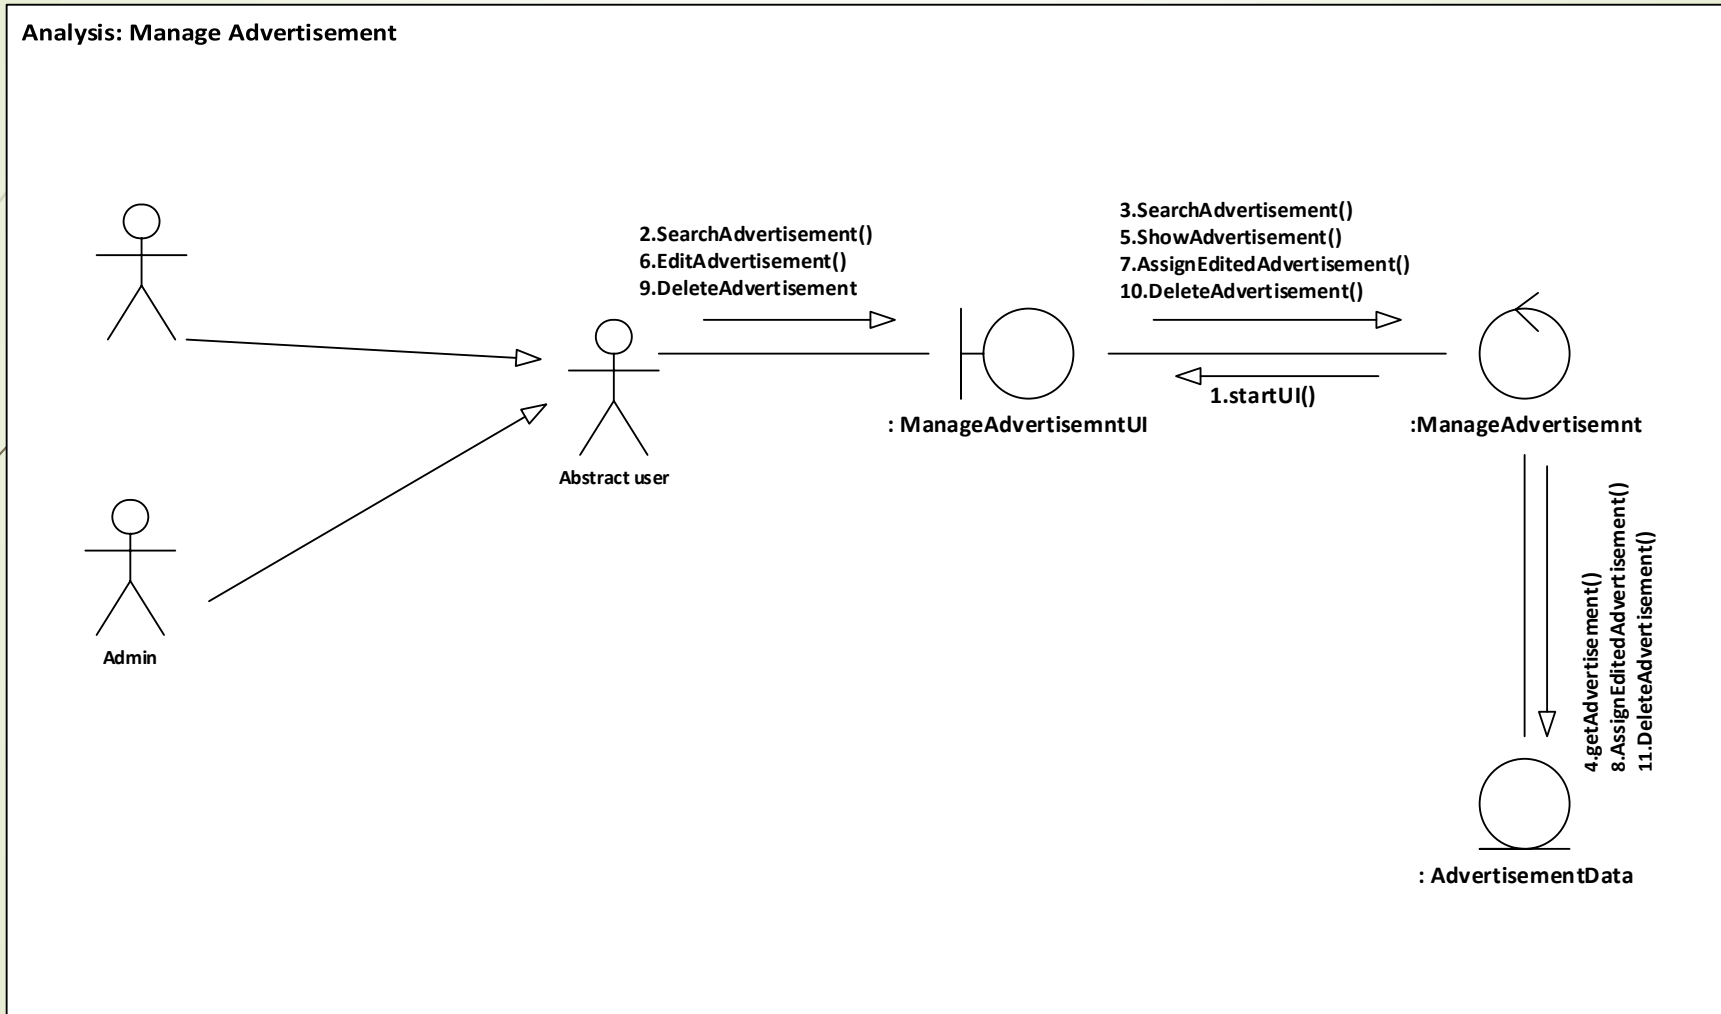 Analysis: Manage Advertisement
2.SearchAdvertisement()
6.EditAdvertisement()
9.DeleteAdvertisement
3.SearchAdvertisement()
5.ShowAdvertisement()
7.AssignEditedAdvertisement()
10.DeleteAdvertisement()
1.startUI()
: ManageAdvertisemntUI
:ManageAdvertisemnt
Abstract user
Admin
4.getAdvertisement()
8.AssignEditedAdvertisement()
11.DeleteAdvertisement()
: AdvertisementData